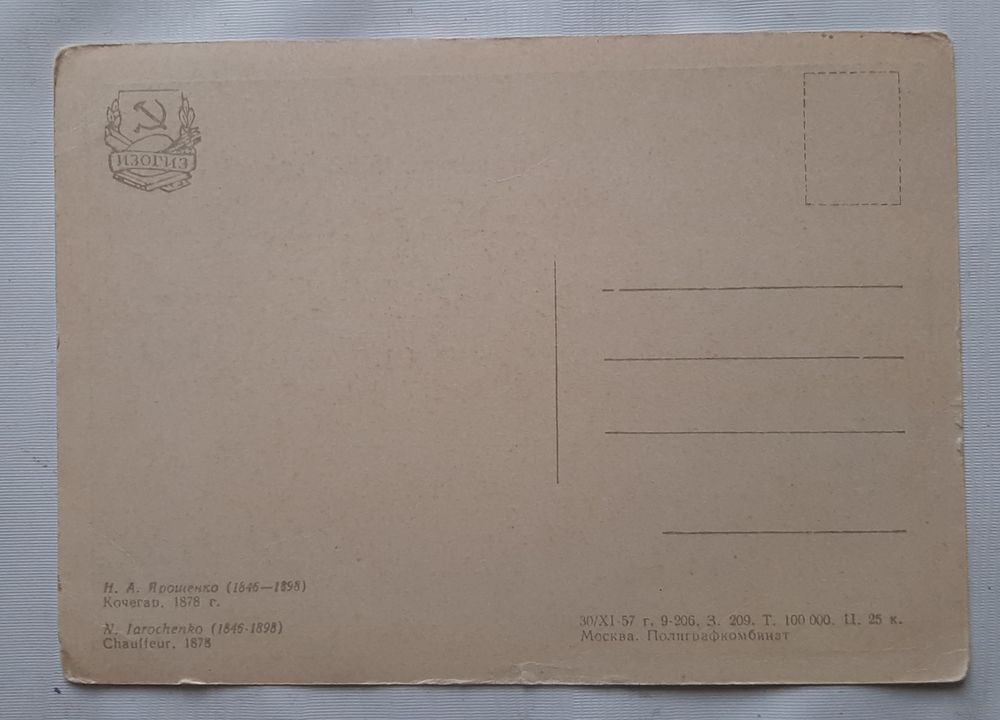 ИЗОГИЗ
Н. А. Ярошенко (1846—1898)
Кочегар, 1878 г.
N. Iarochenko (1846-1898)
Chauffeur, 1878
30/XI-57 г. 9-206. З. 209. Т. 100 000. Ц. 25 к.
Москва. Полиграфкомбинат